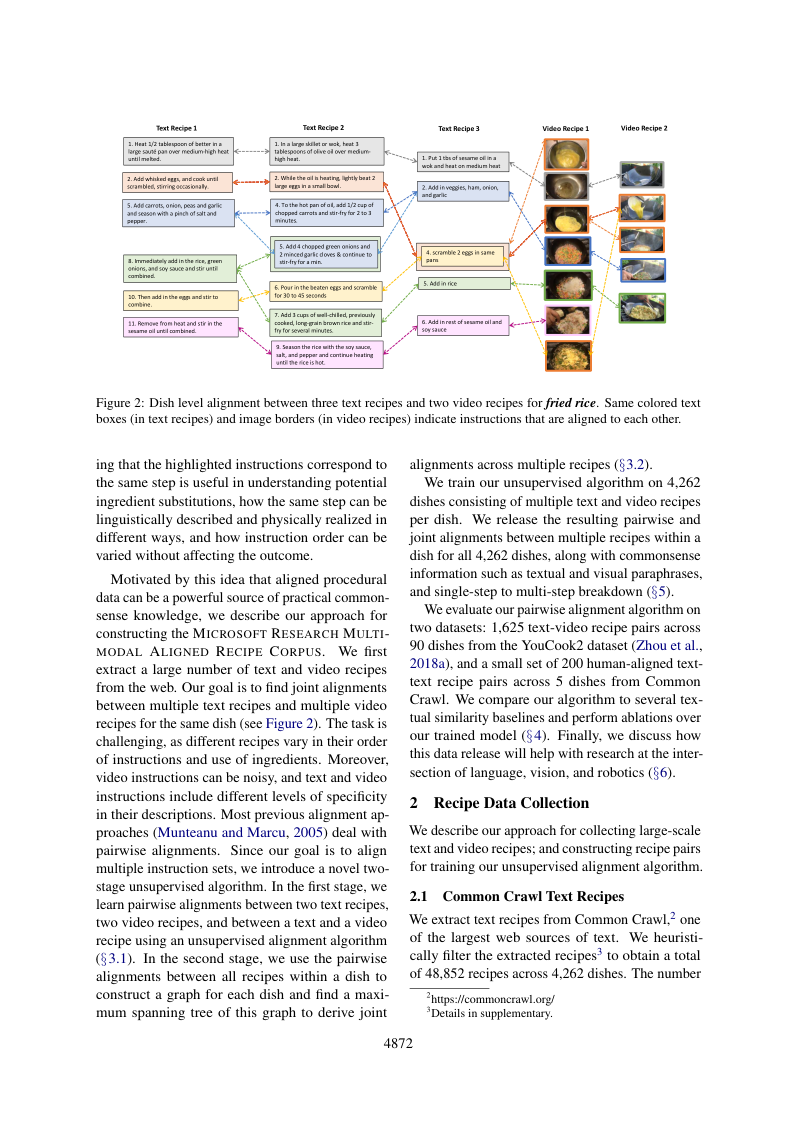 Text Recipe 1
Text Recipe 2
Text Recipe 3
Video Recipe 1
Video Recipe 2
1. Heat 1/2 tablespoon of better in a
large sauté pan over medium-high heat
until melted.
2. Add whisked eggs, and cook until
scrambled, stirring occasionally.
5. Add carrots, onion, peas and garlic
and season with a pinch of salt and
pepper.
8. Immediately add in the rice, green
onions, and soy sauce and stir until
combined.
10. Then add in the eggs and stir to
combine.
11. Remove from heat and stir in the
sesame oil until combined.
1. In a large skillet or wok, heat 3
tablespoons of olive oil over medium-
high heat.
2. While the oil is heating, lightly beat 2
large eggs in a small bowl.
4. To the hot pan of oil, add 1/2 cup of
chopped carrots and stir-fry for 2 to 3
minutes.
5. Add 4 chopped green onions and
2 minced garlic cloves & continue to
stir-fry for a min.
6. Pour in the beaten eggs and scramble
for 30 to 45 seconds
7. Add 3 cups of well-chilled, previously
cooked, long-grain brown rice and stir-
fry for several minutes.
9. Season the rice with the soy sauce,
salt, and pepper and continue heating
until the rice is hot.
1. Put 1 tbs of sesame oil in a
wok and heat on medium heat
2. Add in veggies, ham, onion,
and garlic
4. scramble 2 eggs in same
pans
5. Add in rice
6. Add in rest of sesame oil and
soy sauce
Figure 2: Dish level alignment between three text recipes and two video recipes for fried rice. Same colored text
boxes (in text recipes) and image borders (in video recipes) indicate instructions that are aligned to each other.
ing that the highlighted instructions correspond to
the same step is useful in understanding potential
ingredient substitutions, how the same step can be
linguistically described and physically realized in
different ways, and how instruction order can be
varied without affecting the outcome.
Motivated by this idea that aligned procedural
data can be a powerful source of practical common-
sense knowledge, we describe our approach for
constructing the MICROSOFT RESEARCH MULTI-
MODAL ALIGNED RECIPE CORPUS. We first
extract a large number of text and video recipes
from the web. Our goal is to find joint alignments
between multiple text recipes and multiple video
recipes for the same dish (see Figure 2). The task is
challenging, as different recipes vary in their order
of instructions and use of ingredients. Moreover,
video instructions can be noisy, and text and video
instructions include different levels of specificity
in their descriptions. Most previous alignment ap-
proaches (Munteanu and Marcu, 2005) deal with
pairwise alignments. Since our goal is to align
multiple instruction sets, we introduce a novel two-
stage unsupervised algorithm. In the first stage, we
learn pairwise alignments between two text recipes,
two video recipes, and between a text and a video
recipe using an unsupervised alignment algorithm
(§3.1). In the second stage, we use the pairwise
alignments between all recipes within a dish to
construct a graph for each dish and find a maxi-
mum spanning tree of this graph to derive joint
alignments across multiple recipes (§3.2).
We train our unsupervised algorithm on 4,262
dishes consisting of multiple text and video recipes
per dish. We release the resulting pairwise and
joint alignments between multiple recipes within a
dish for all 4,262 dishes, along with commonsense
information such as textual and visual paraphrases,
and single-step to multi-step breakdown (§5).
We evaluate our pairwise alignment algorithm on
two datasets: 1,625 text-video recipe pairs across
90 dishes from the YouCook2 dataset (Zhou et al.,
2018a), and a small set of 200 human-aligned text-
text recipe pairs across 5 dishes from Common
Crawl. We compare our algorithm to several tex-
tual similarity baselines and perform ablations over
our trained model (§4). Finally, we discuss how
this data release will help with research at the inter-
section of language, vision, and robotics (§6).
2 Recipe Data Collection
We describe our approach for collecting large-scale
text and video recipes; and constructing recipe pairs
for training our unsupervised alignment algorithm.
2.1 Common Crawl Text Recipes
We extract text recipes from Common Crawl,2 one
of the largest web sources of text. We heuristi-
cally filter the extracted recipes3 to obtain a total
of 48,852 recipes across 4,262 dishes. The number
2https://commoncrawl.org/
3Details in supplementary.
4872